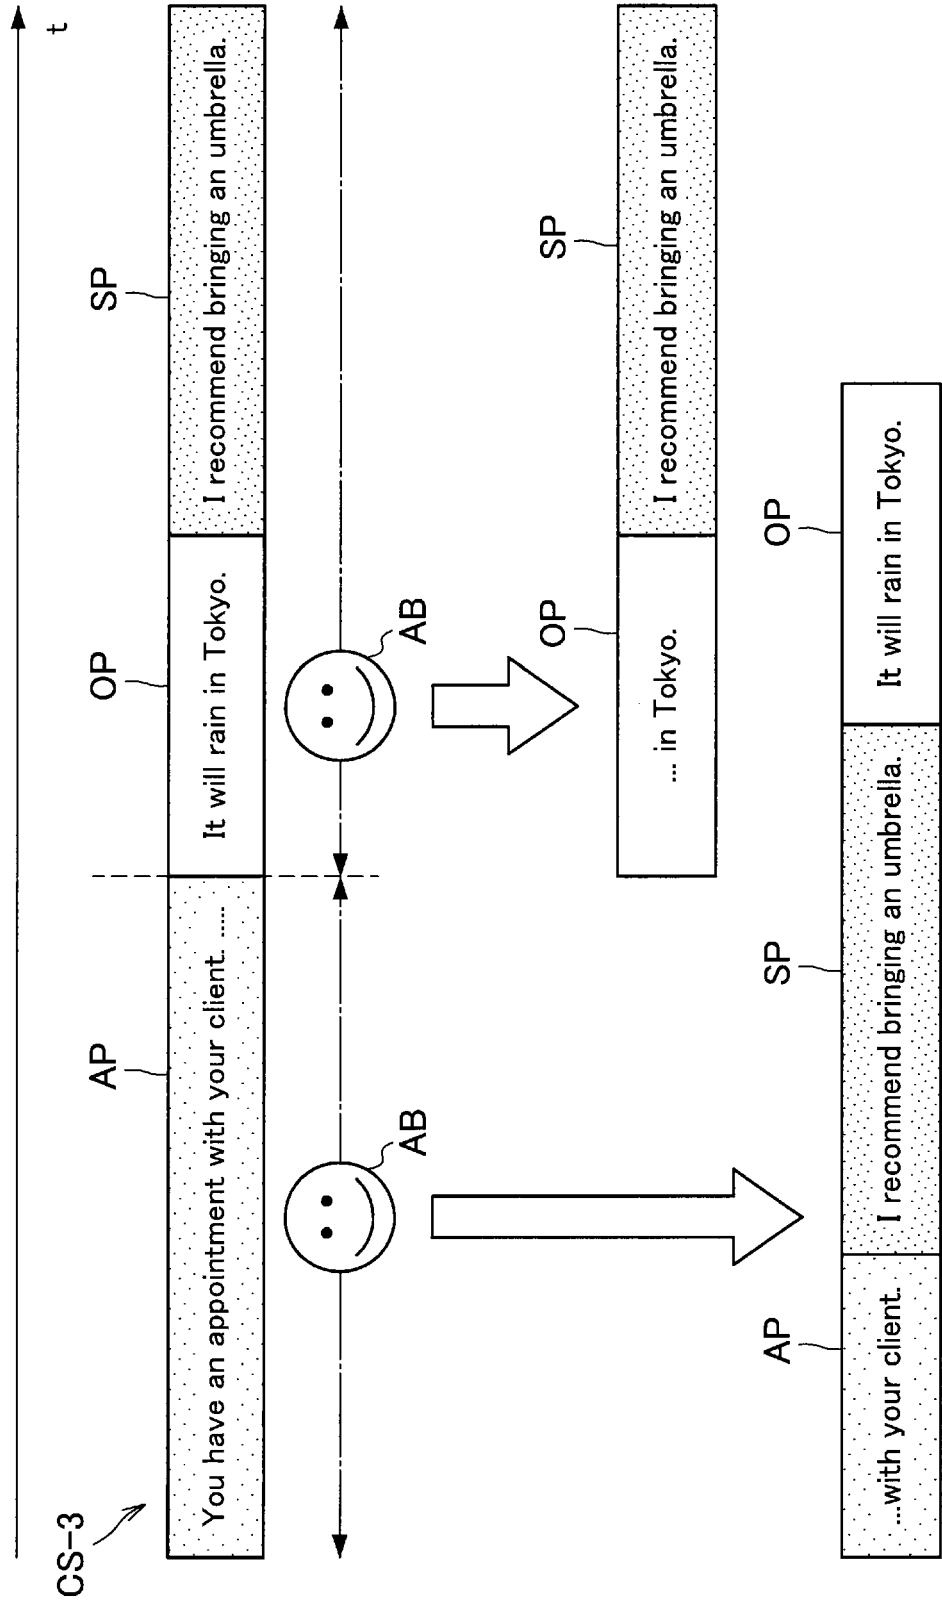 t
CS-3
AP
OP
SP
You have an appointment with your client. .....
It will rain in Tokyo.
I recommend bringing an umbrella.
AB
AB
OP
SP
... in Tokyo.
I recommend bringing an umbrella.
AP
SP
OP
...with your client.
I recommend bringing an umbrella.
It will rain in Tokyo.